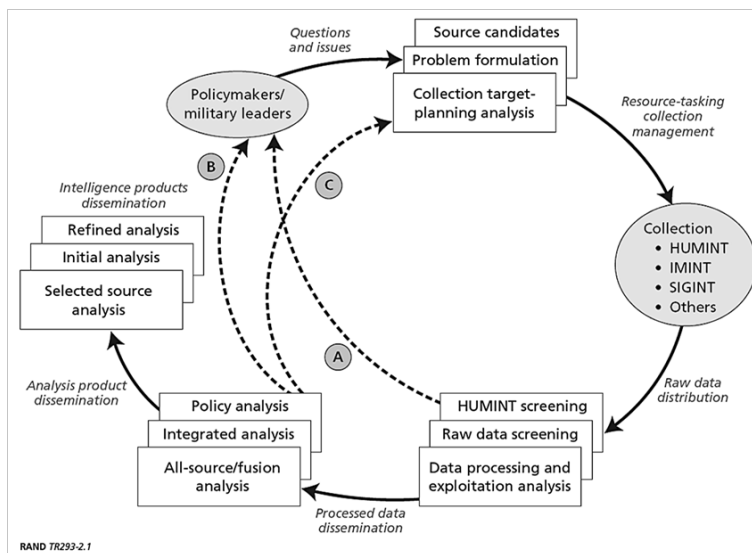 Questions
and issues
Source candidates
Problem formulation
Collection target-
planning analysis
Policymakers/
military leaders
Resource-tasking
collection
management
B
C
Intelligence products
dissemination
Refined analysis
Initial analysis
Selected source
analysis
Collection
• HUMINT
• IMINT
• SIGINT
• Others
A
Analysis product
dissemination
Raw data
distribution
Policy analysis
Integrated analysis
All-source/fusion
analysis
HUMINT screening
Raw data screening
Data processing and
exploitation analysis
Processed data
dissemination
RAND TR293-2.1